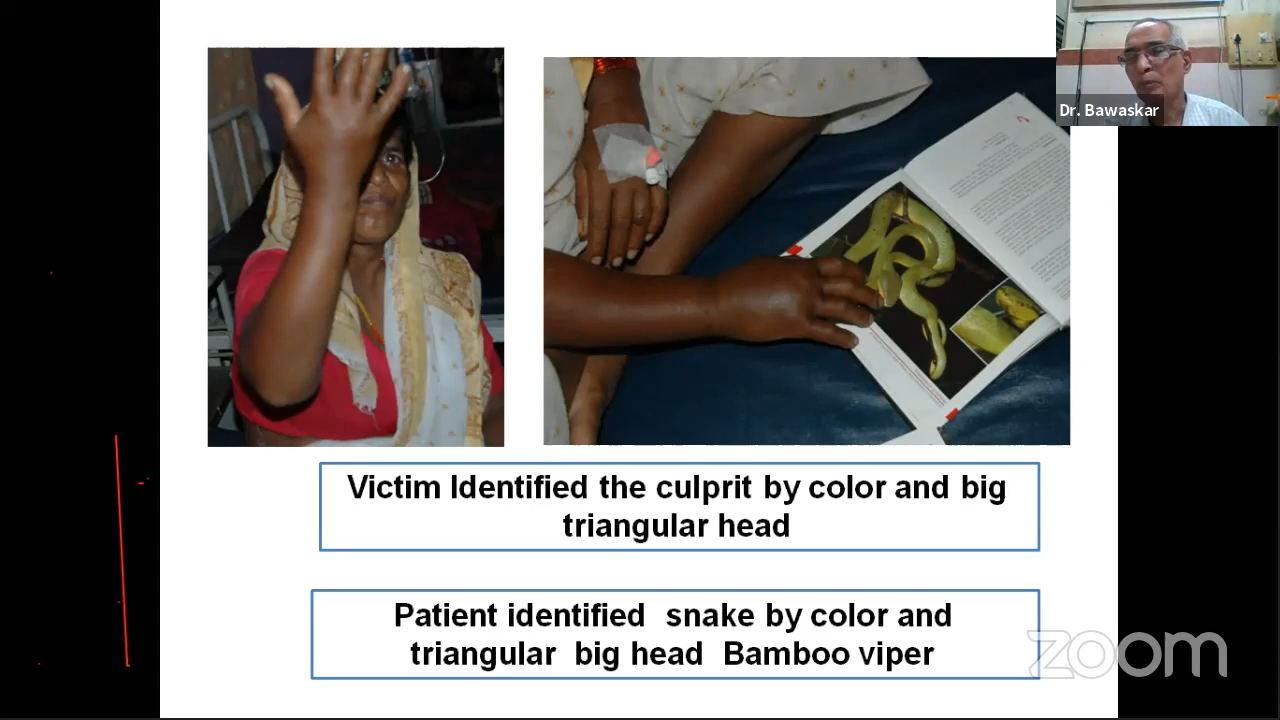 Dr. Bawaskar
Victim Identified the culprit by color and big
triangular head
Patient identified snake by color and
triangular big head Bamboo viper
zoom